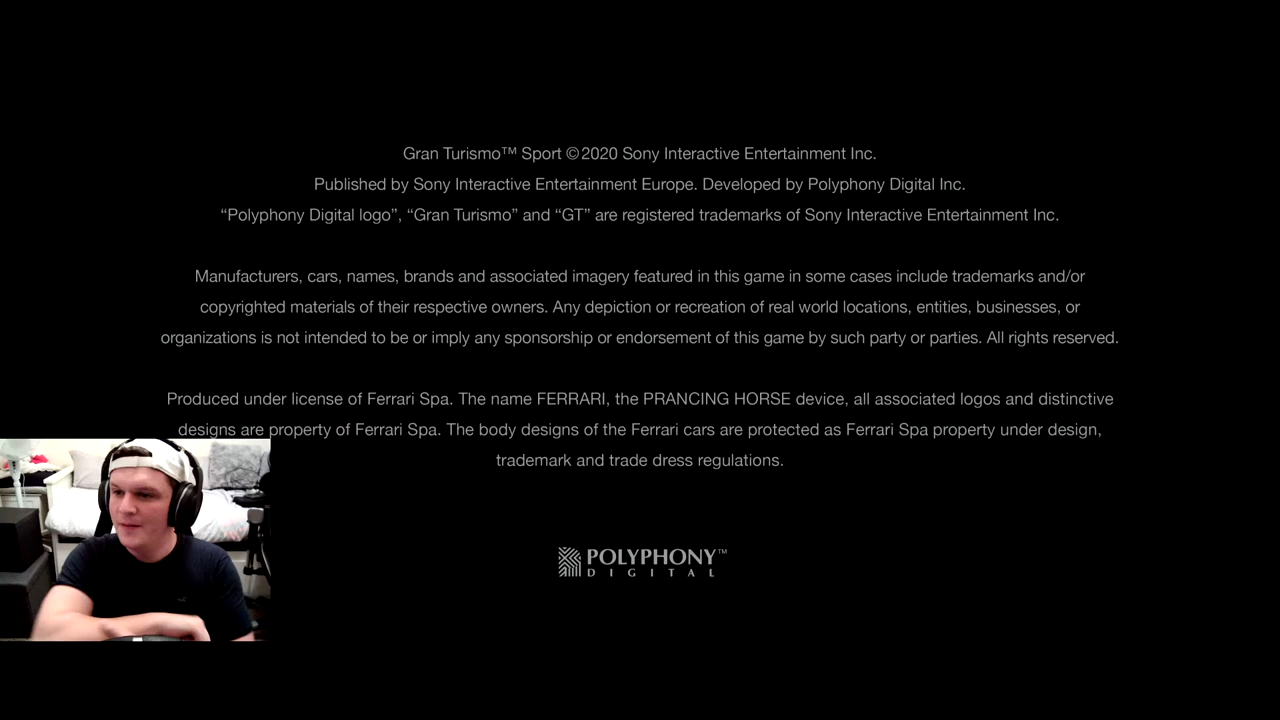 Gran Turismo™ Sport ©2020 Sony Interactive Entertainment Inc.
Published by Sony Interactive Entertainment Europe. Developed by Polyphony Digital Inc.
“Polyphony Digital logo”, “Gran Turismo” and “GT” are registered trademarks of Sony Interactive Entertainment Inc.
Manufacturers, cars, names, brands and associated imagery featured in this game in some cases include trademarks and/or
copyrighted materials of their respective owners. Any depiction or recreation of real world locations, entities, businesses, or
organizations is not intended to be or imply any sponsorship or endorsement of this game by such party or parties. All rights reserved.
Produced under license of Ferrari Spa. The name FERRARI, the PRANCING HORSE device, all associated logos and distinctive
designs are property of Ferrari Spa. The body designs of the Ferrari cars are protected as Ferrari Spa property under design,
trademark and trade dress regulations.
POLYPHONY™
DIGITAL